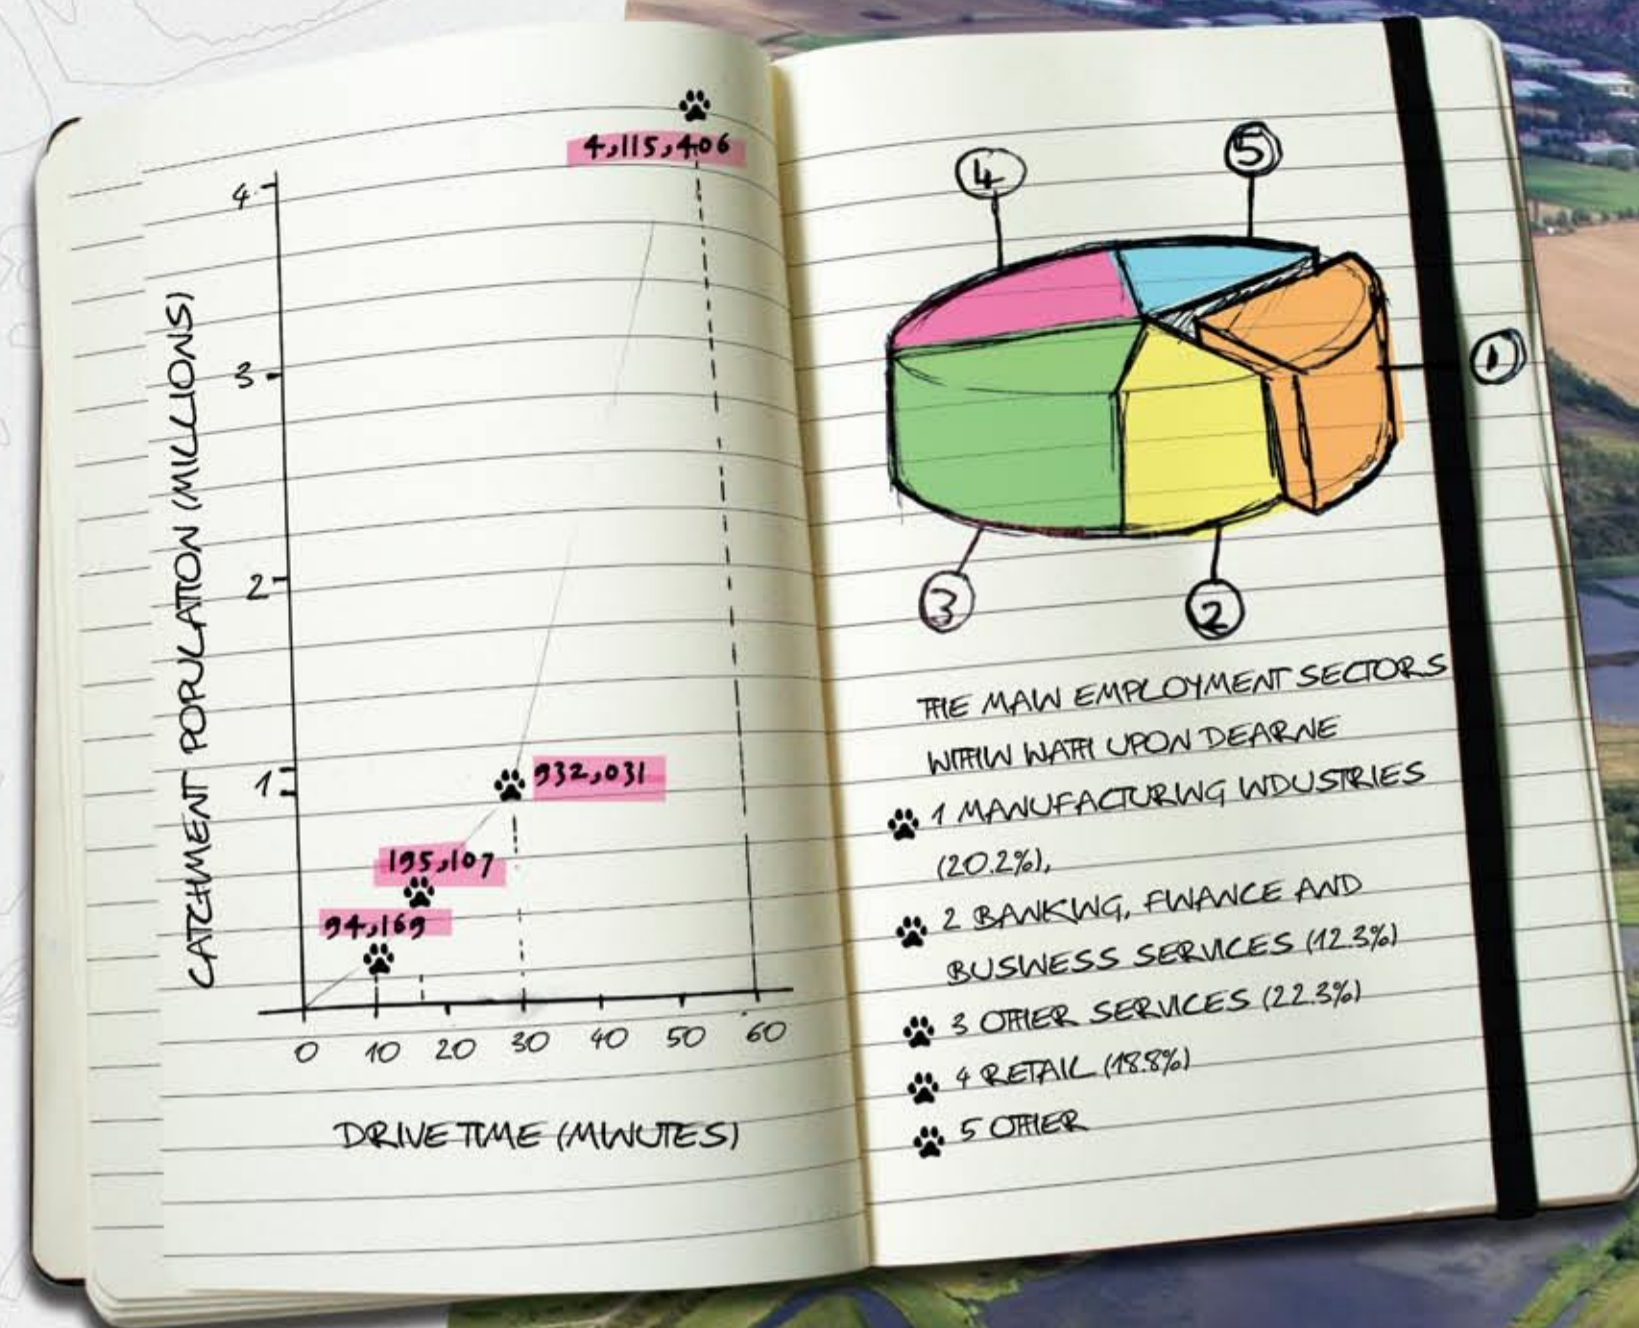 4,115,406
4
3
2
1
932,031
195,107
94,169
CATCHMENT POPULATION (MILLIONS)
0 10 20 30 40 50 60
DRIVE TIME (MINUTES)
4
5
1
3
2
THE MAIN EMPLOYMENT SECTORS
WITHIN WATH UPON DEARNE
1 MANUFACTURING INDUSTRIES
(20.2%),
2 BANKING, FINANCE AND
BUSINESS SERVICES (12.3%)
3 OTHER SERVICES (22.3%)
4 RETAIL (18.8%)
5 OTHER